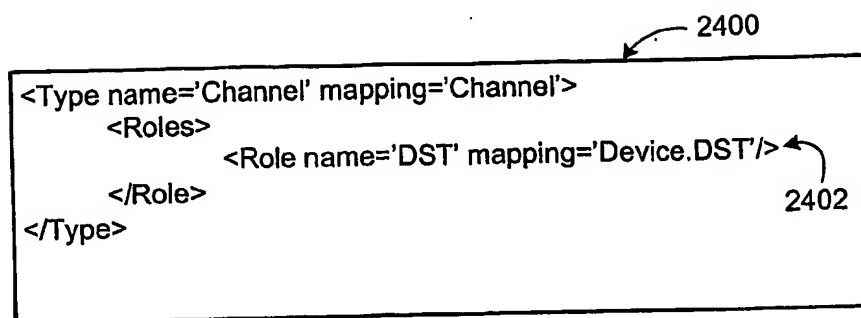 2400
<Type name='Channel' mapping='Channel'>
<Roles>
<Role name='DST' mapping='Device.DST'/>
</Role>
2402
</Type>